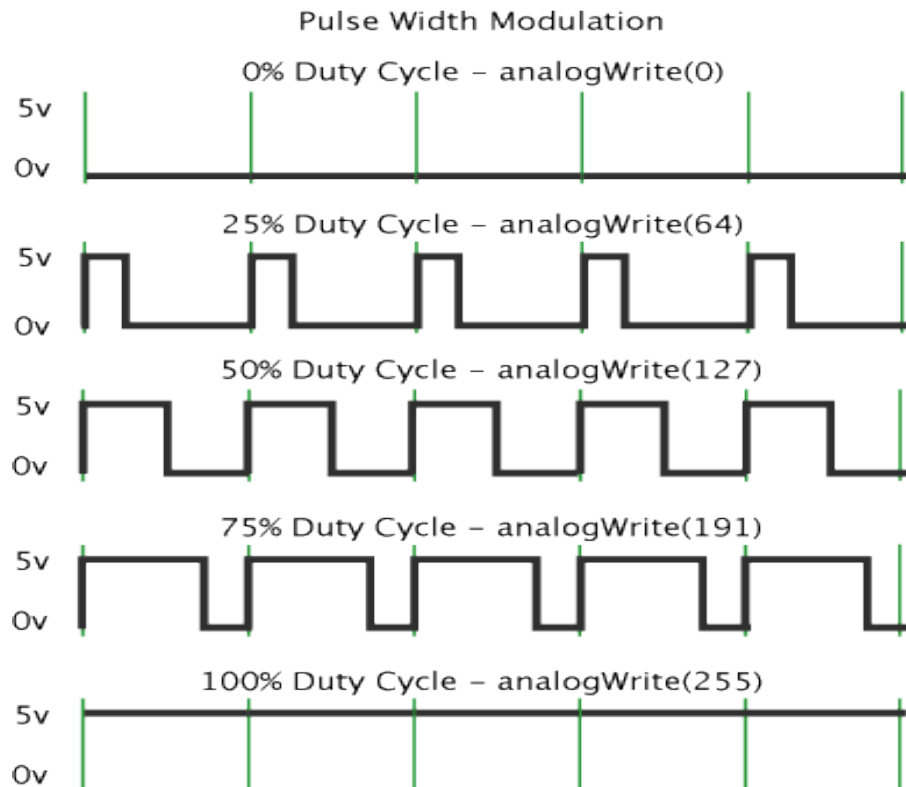 Pulse Width Modulation
0% Duty Cycle – analogWrite(0)
5v
0v
25% Duty Cycle – analogWrite(64)
5v
0v
50% Duty Cycle – analogWrite(127)
5v
0v
75% Duty Cycle – analogWrite(191)
5v
0v
100% Duty Cycle – analogWrite(255)
5v
0v